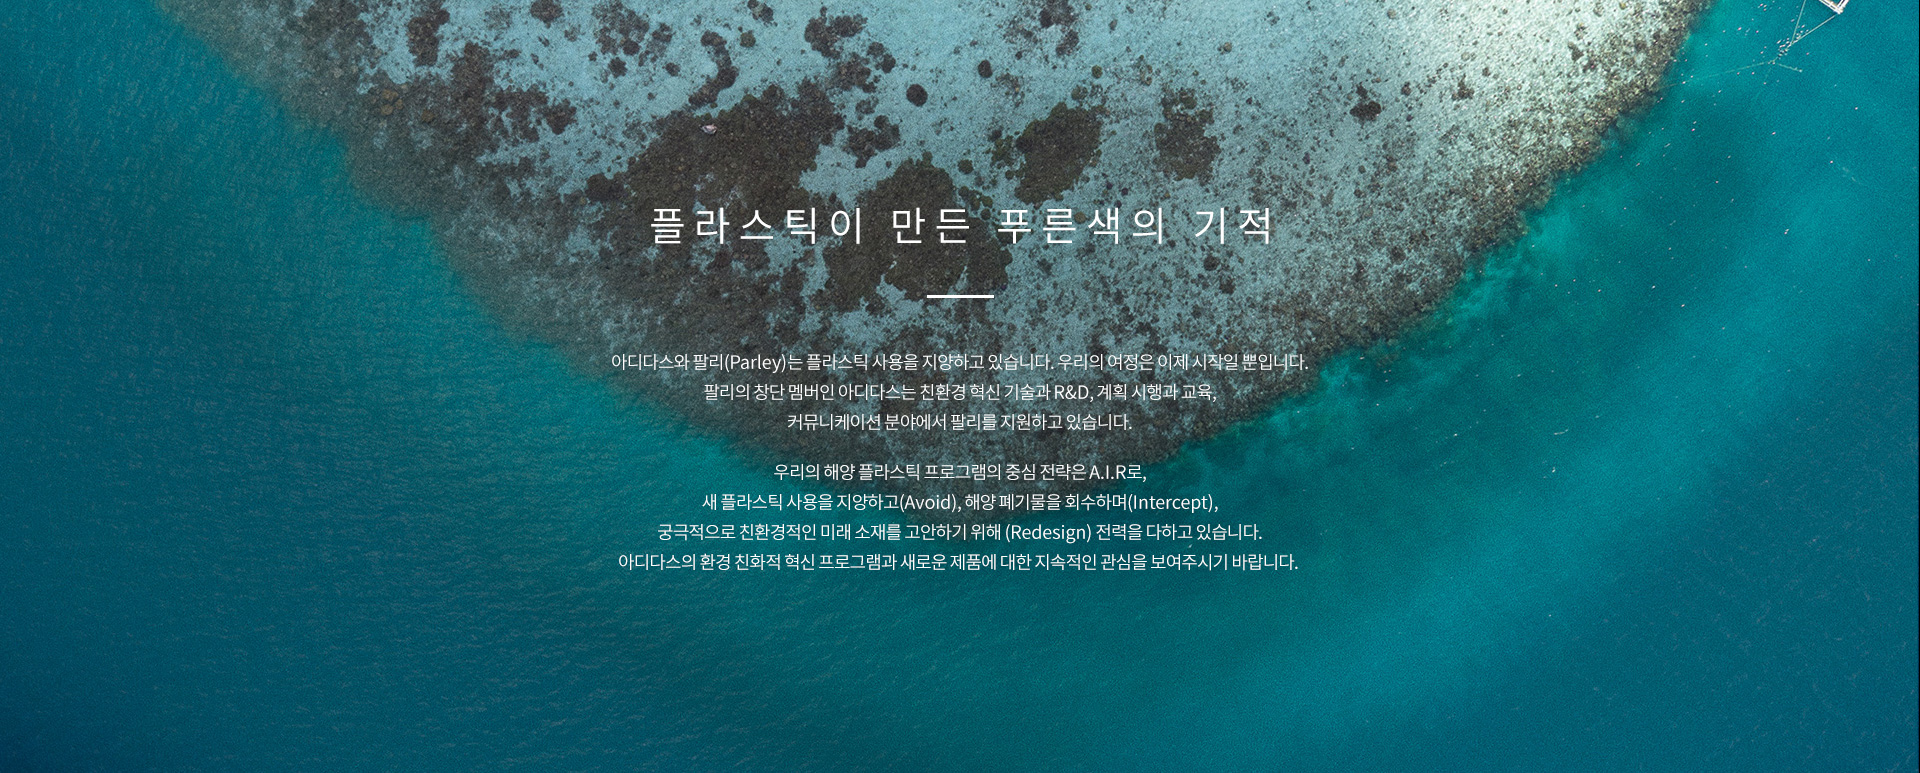 플라스틱이 만든 푸른색의 기적
아디다스와 팔리(Parley)는 플라스틱 사용을 지양하고 있습니다. 우리의 여정은 이제 시작일 뿐입니다.
팔리의 창단 멤버인 아디다스는 친환경 혁신 기술과 R&D, 계획 시행과 교육,
커뮤니케이션 분야에서 팔리를 지원하고 있습니다.
우리의 해양 플라스틱 프로그램의 중심 전략은 A.I.R로,
새 플라스틱 사용을 지양하고(Avoid), 해양 폐기물을 회수하며(Intercept),
궁극적으로 친환경적인 미래 소재를 고안하기 위해 (Redesign) 전력을 다하고 있습니다.
아디다스의 환경 친화적 혁신 프로그램과 새로운 제품에 대한 지속적인 관심을 보여주시기 바랍니다.